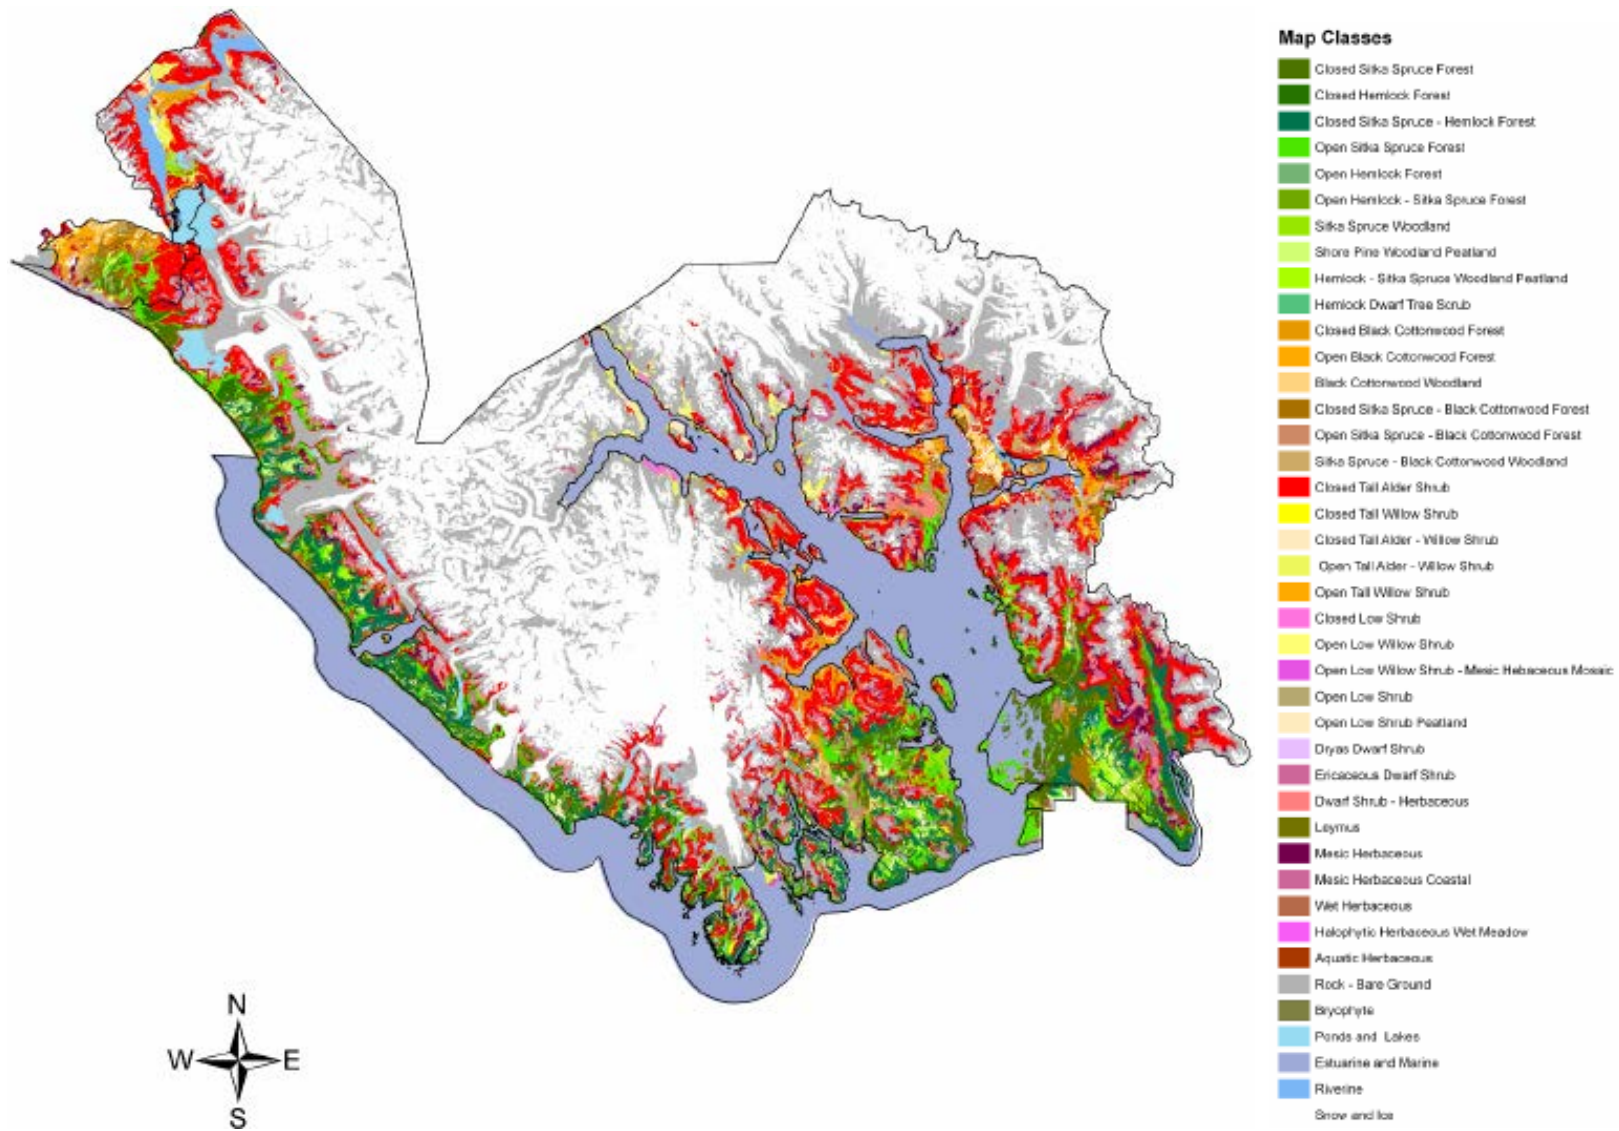 Map Classes
Closed Sitka Spruce Forest
Closed Hemlock Forest
Closed Sitka Spruce - Hemlock Forest
Open Sitka Spruce Forest
Open Hemlock Forest
Open Hemlock - Sitka Spruce Forest
Sitka Spruce Woodland
Shore Pine Woodland Peatland
Hemlock - Sitka Spruce Woodland Peatland
Hemlock Dwarf Tree Scrub
Closed Black Cottonwood Forest
Open Black Cottonwood Forest
Black Cottonwood Woodland
Closed Sitka Spruce - Black Cottonwood Forest
Open Sitka Spruce - Black Cottonwood Forest
Sitka Spruce - Black Cottonwood Woodland
Closed Tall Alder Shrub
Closed Tall Willow Shrub
Closed Tall Alder - Willow Shrub
Open Tall Alder - Willow Shrub
Open Tall Willow Shrub
Closed Low Shrub
Open Low Willow Shrub
Open Low Willow Shrub - Mesic Hebaceous Mosaic
Open Low Shrub
Open Low Shrub Peatland
Dryas Dwarf Shrub
Ericaceous Dwarf Shrub
Dwarf Shrub - Herbaceous
Leymus
Mesic Herbaceous
Mesic Herbaceous Coastal
Wet Herbaceous
Halophytic Herbaceous Wet Meadow
Aquatic Herbaceous
Rock - Bare Ground
Bryophyte
Ponds and Lakes
Estuarine and Marine
Riverine
Snow and Ice
N
W E
S